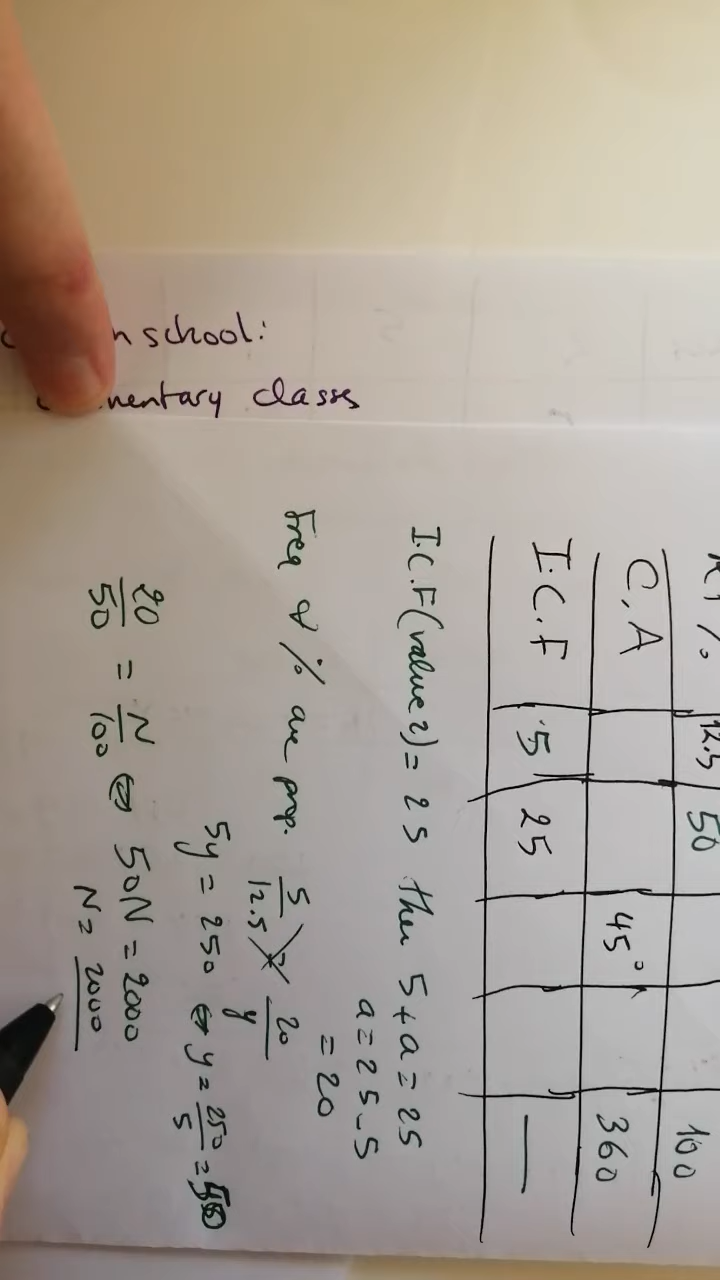 n school:
mentary classes
R.F % | 12.5 | 50 | | | 100
C.A | | | 45° | | 360
I.C.F | 5 | 25 | | | —
I.C.F (value 2) = 25 then 5 + a = 25
a = 25 - 5
= 20
Freq & % are prop. 5/12.5 20/y
5y = 250 ⇔ y = 250/5 = 50
20/50 = N/100 ⇔ 50N = 2000
N = 2000